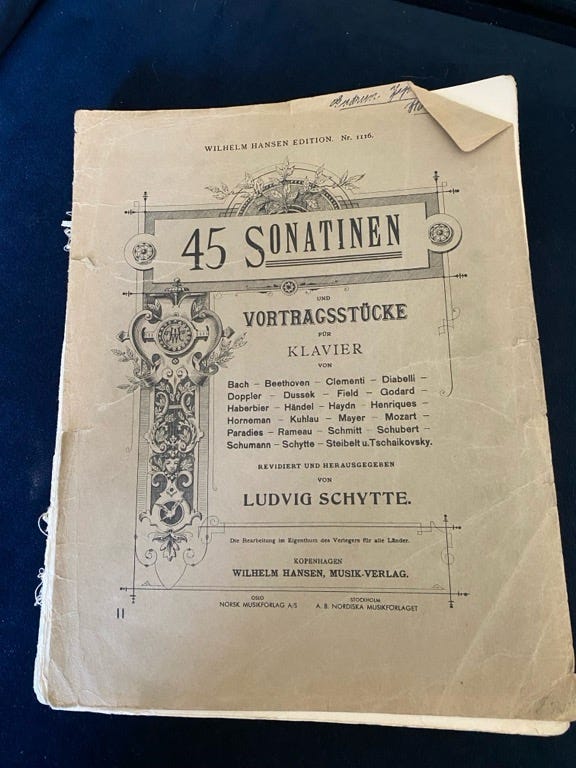 WILHELM HANSEN EDITION. Nr. 1116.
45 SONATINEN
UND
VORTRAGSSTÜCKE
FÜR
KLAVIER
VON
Bach – Beethoven – Clementi – Diabelli –
Doppler – Dussek – Field – Godard –
Haberbier – Händel – Haydn – Henriques –
Horneman – Kuhlau – Mayer – Mozart –
Paradies – Rameau – Schmitt – Schubert –
Schumann – Schytte – Steibelt u. Tschaikovsky.
REVIDIERT UND HERAUSGEGEBEN
VON
LUDVIG SCHYTTE.
Die Bearbeitung im Eigenthum des Verlegers für alle Länder.
KOPENHAGEN
WILHELM HANSEN, MUSIK-VERLAG.
OSLO
NORSK MUSIKFORLAG A/S
STOCKHOLM
A. B. NORDISKA MUSIKFORLAGET
II